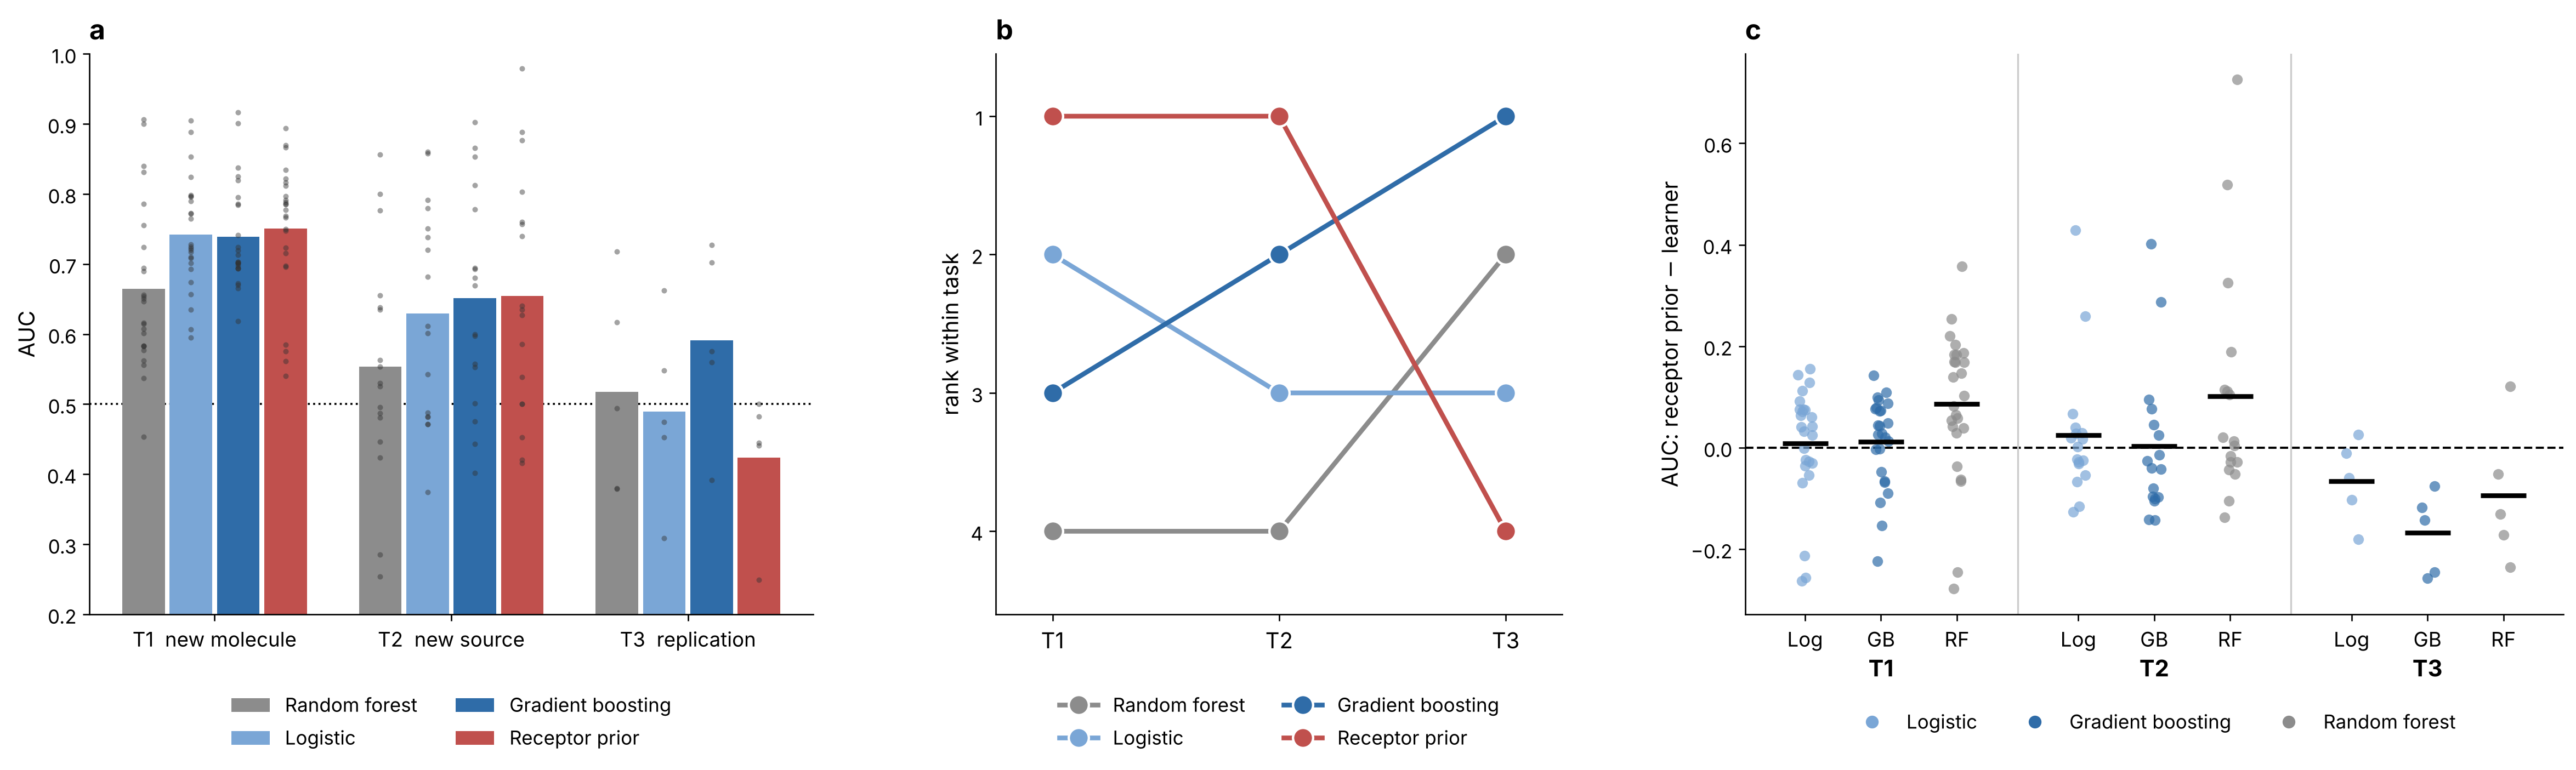 a
1.0
0.9
0.8
0.7
0.6
0.5
0.4
0.3
0.2
AUC
T1 new molecule
T2 new source
T3 replication
Random forest
Gradient boosting
Logistic
Receptor prior
b
1
2
3
4
rank within task
T1
T2
T3
Random forest
Gradient boosting
Logistic
Receptor prior
c
0.6
0.4
0.2
0.0
−0.2
AUC: receptor prior − learner
Log GB RF Log GB RF Log GB RF
T1 T2 T3
Logistic
Gradient boosting
Random forest